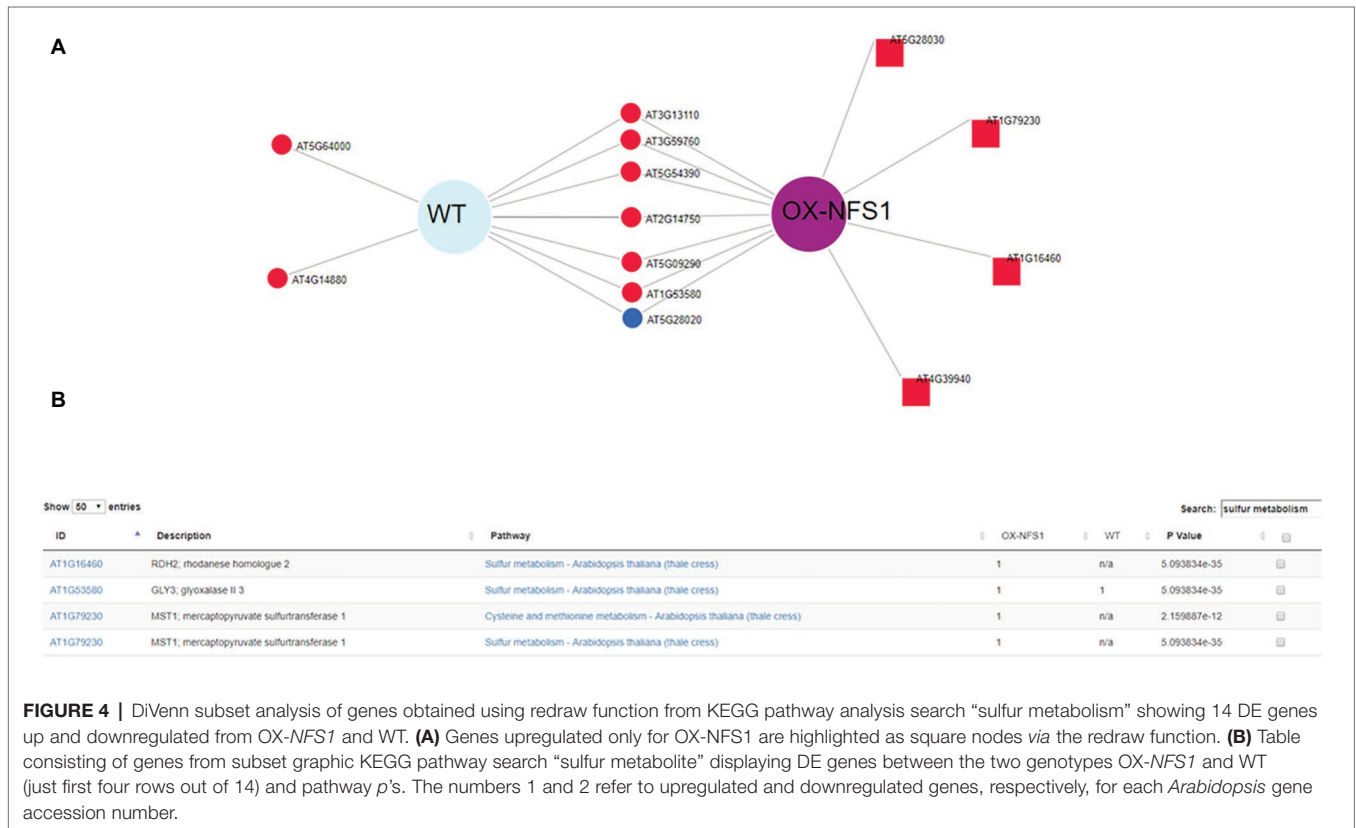 A
AT5G28030
AT3G13110
AT1G79230
AT5G64000
AT3G59760
AT5G54390
WT
OX-NFS1
AT2G14750
AT5G09290
AT1G16460
AT4G14880
AT1G53580
AT5G28020
AT4G39940
B
Show 50 entries
Search: sulfur metabolism
ID Description Pathway OX-NFS1 WT P Value
AT1G16460 RDH2; rhodanese homologue 2 Sulfur metabolism - Arabidopsis thaliana (thale cress) 1 n/a 5.093834e-35
AT1G53580 GLY3; glyoxalase II 3 Sulfur metabolism - Arabidopsis thaliana (thale cress) 1 1 5.093834e-35
AT1G79230 MST1; mercaptopyruvate sulfurtransferase 1 Cysteine and methionine metabolism - Arabidopsis thaliana (thale cress) 1 n/a 2.159887e-12
AT1G79230 MST1; mercaptopyruvate sulfurtransferase 1 Sulfur metabolism - Arabidopsis thaliana (thale cress) 1 n/a 5.093834e-35
FIGURE 4 | DiVenn subset analysis of genes obtained using redraw function from KEGG pathway analysis search “sulfur metabolism” showing 14 DE genes
up and downregulated from OX-NFS1 and WT. (A) Genes upregulated only for OX-NFS1 are highlighted as square nodes via the redraw function. (B) Table
consisting of genes from subset graphic KEGG pathway search “sulfur metabolite” displaying DE genes between the two genotypes OX-NFS1 and WT
(just first four rows out of 14) and pathway p’s. The numbers 1 and 2 refer to upregulated and downregulated genes, respectively, for each Arabidopsis gene
accession number.